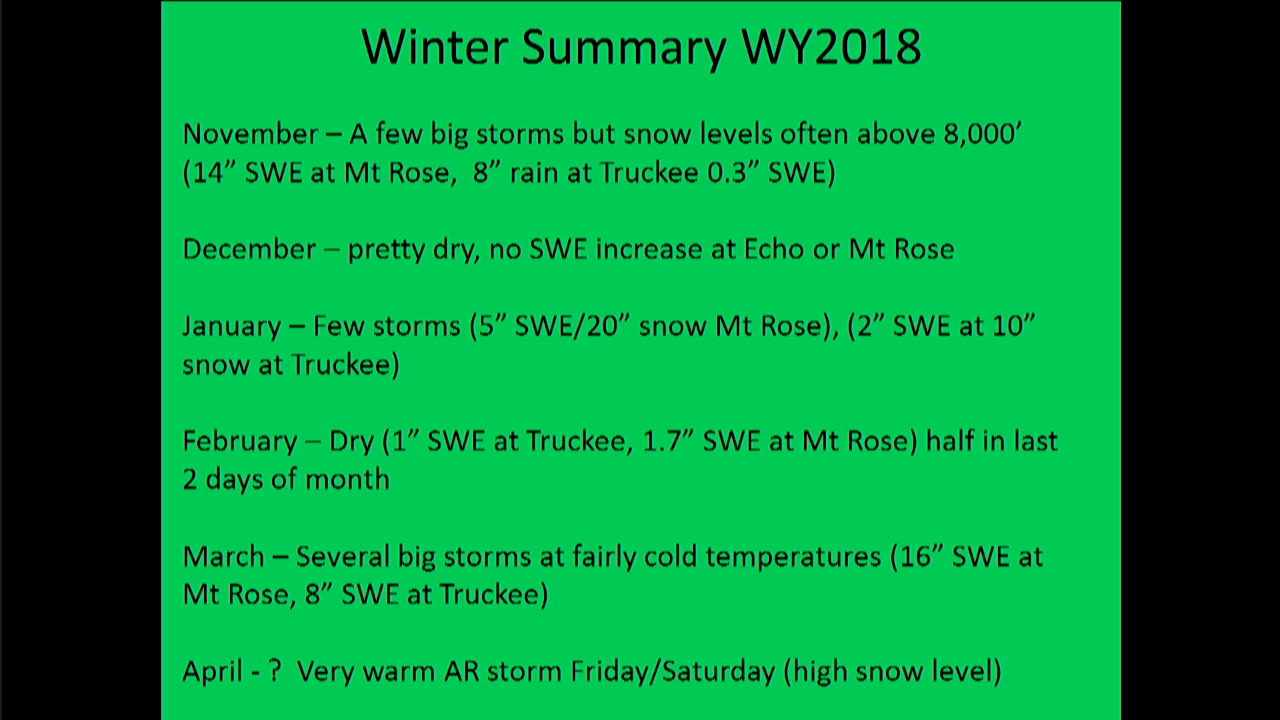 Winter Summary WY2018
November – A few big storms but snow levels often above 8,000’
(14” SWE at Mt Rose,  8” rain at Truckee 0.3” SWE)
December – pretty dry, no SWE increase at Echo or Mt Rose
January – Few storms (5” SWE/20” snow Mt Rose), (2” SWE at 10”
snow at Truckee)
February – Dry (1” SWE at Truckee, 1.7” SWE at Mt Rose) half in last
2 days of month
March – Several big storms at fairly cold temperatures (16” SWE at
Mt Rose, 8” SWE at Truckee)
April - ?  Very warm AR storm Friday/Saturday (high snow level)